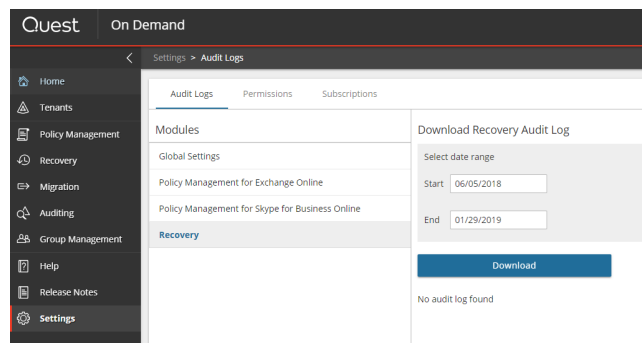 Quest On Demand
Settings > Audit Logs
Home
Tenants
Policy Management
Recovery
Migration
Auditing
Group Management
Help
Release Notes
Settings
Audit Logs Permissions Subscriptions
Modules
Global Settings
Policy Management for Exchange Online
Policy Management for Skype for Business Online
Recovery
Download Recovery Audit Log
Select date range
Start 06/05/2018
End 01/29/2019
Download
No audit log found